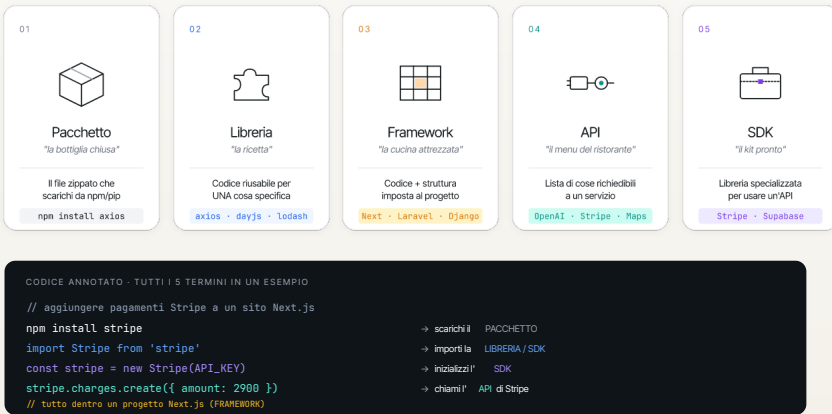 01
Pacchetto
"la bottiglia chiusa"
Il file zippato che
scarichi da npm/pip
npm install axios
02
Libreria
"la ricetta"
Codice riusabile per
UNA cosa specifica
axios · dayjs · lodash
03
Framework
"la cucina attrezzata"
Codice + struttura
imposta al progetto
Next · Laravel · Django
04
API
"il menu del ristorante"
Lista di cose richiedibili
a un servizio
OpenAI · Stripe · Maps
05
SDK
"il kit pronto"
Libreria specializzata
per usare un'API
Stripe · Supabase
CODICE ANNOTATO · TUTTI I 5 TERMINI IN UN ESEMPIO
// aggiungere pagamenti Stripe a un sito Next.js
npm install stripe → scarichi il PACCHETTO
import Stripe from 'stripe' → importi la LIBRERIA / SDK
const stripe = new Stripe(API_KEY) → inizializzi l' SDK
stripe.charges.create({ amount: 2900 }) → chiami l' API di Stripe
// tutto dentro un progetto Next.js (FRAMEWORK)